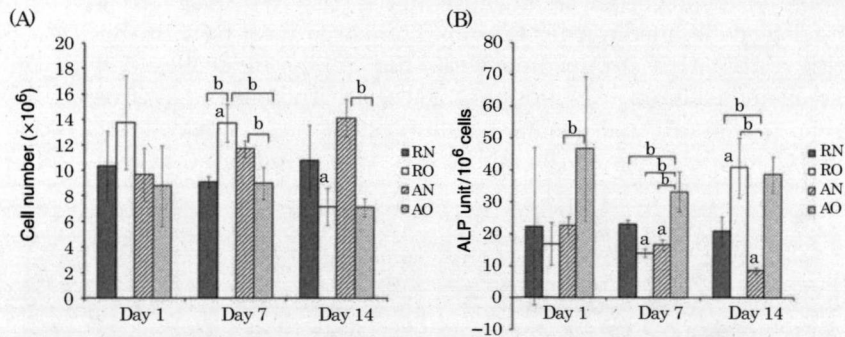 (A)
Cell number (×10⁶)
20
18
16
14
12
10
8
6
4
2
0
b
b
a
b
b
a
Day 1
Day 7
Day 14
RN
RO
AN
AO
(B)
ALP unit/10⁶ cells
80
70
60
50
40
30
20
10
0
−10
b
b
b
b
a
a
b
b
a
a
Day 1
Day 7
Day 14
RN
RO
AN
AO